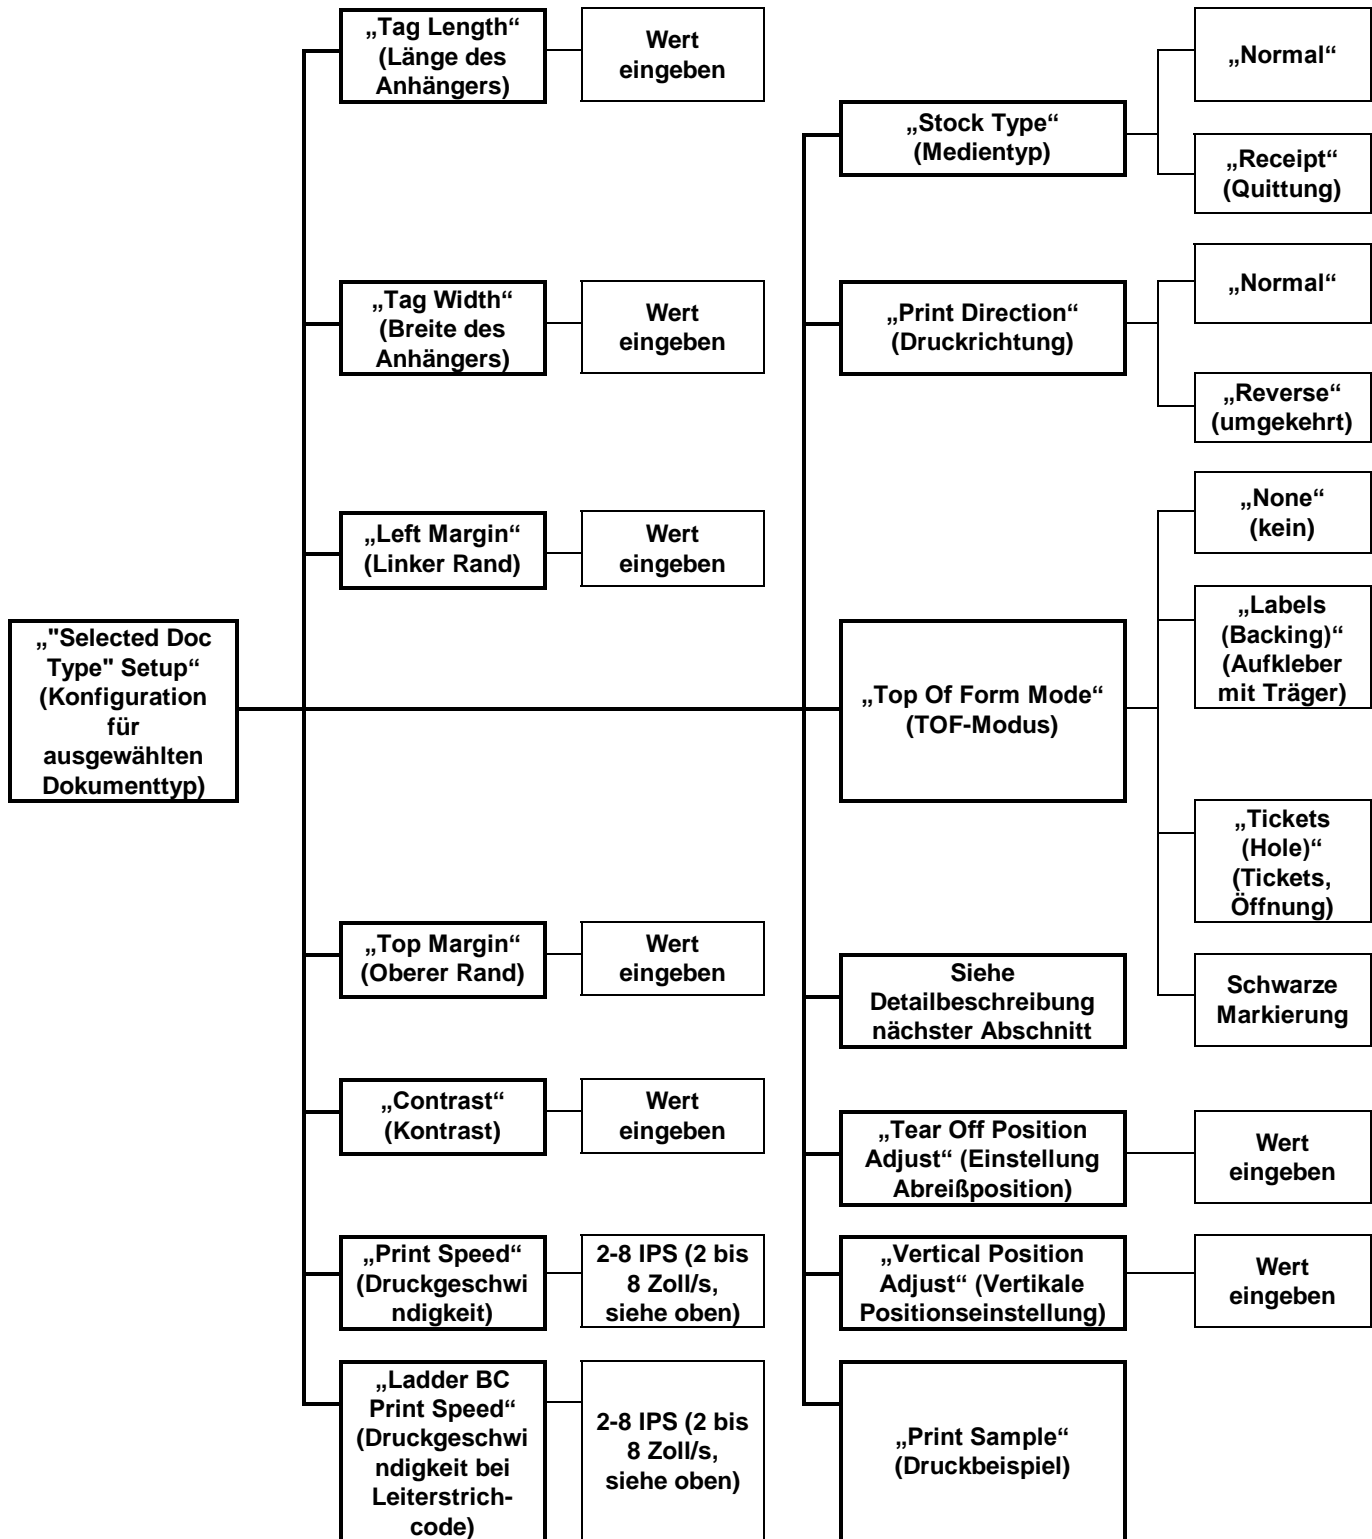 „"Selected Doc
Type" Setup“
(Konfiguration
für
ausgewählten
Dokumenttyp)
„Tag Length“
(Länge des
Anhängers)
Wert
eingeben
„Tag Width“
(Breite des
Anhängers)
Wert
eingeben
„Left Margin“
(Linker Rand)
Wert
eingeben
„Top Margin“
(Oberer Rand)
Wert
eingeben
„Contrast“
(Kontrast)
Wert
eingeben
„Print Speed“
(Druckgeschwi
ndigkeit)
2-8 IPS (2 bis
8 Zoll/s,
siehe oben)
„Ladder BC
Print Speed“
(Druckgeschwi
ndigkeit bei
Leiterstrich-
code)
2-8 IPS (2 bis
8 Zoll/s,
siehe oben)
„Stock Type“
(Medientyp)
„Normal“
„Receipt“
(Quittung)
„Print Direction“
(Druckrichtung)
„Normal“
„Reverse“
(umgekehrt)
„Top Of Form Mode“
(TOF-Modus)
„None“
(kein)
„Labels
(Backing)“
(Aufkleber
mit Träger)
„Tickets
(Hole)“
(Tickets,
Öffnung)
Schwarze
Markierung
Siehe
Detailbeschreibung
nächster Abschnitt
„Tear Off Position
Adjust“ (Einstellung
Abreißposition)
Wert
eingeben
„Vertical Position
Adjust“ (Vertikale
Positionseinstellung)
Wert
eingeben
„Print Sample“
(Druckbeispiel)